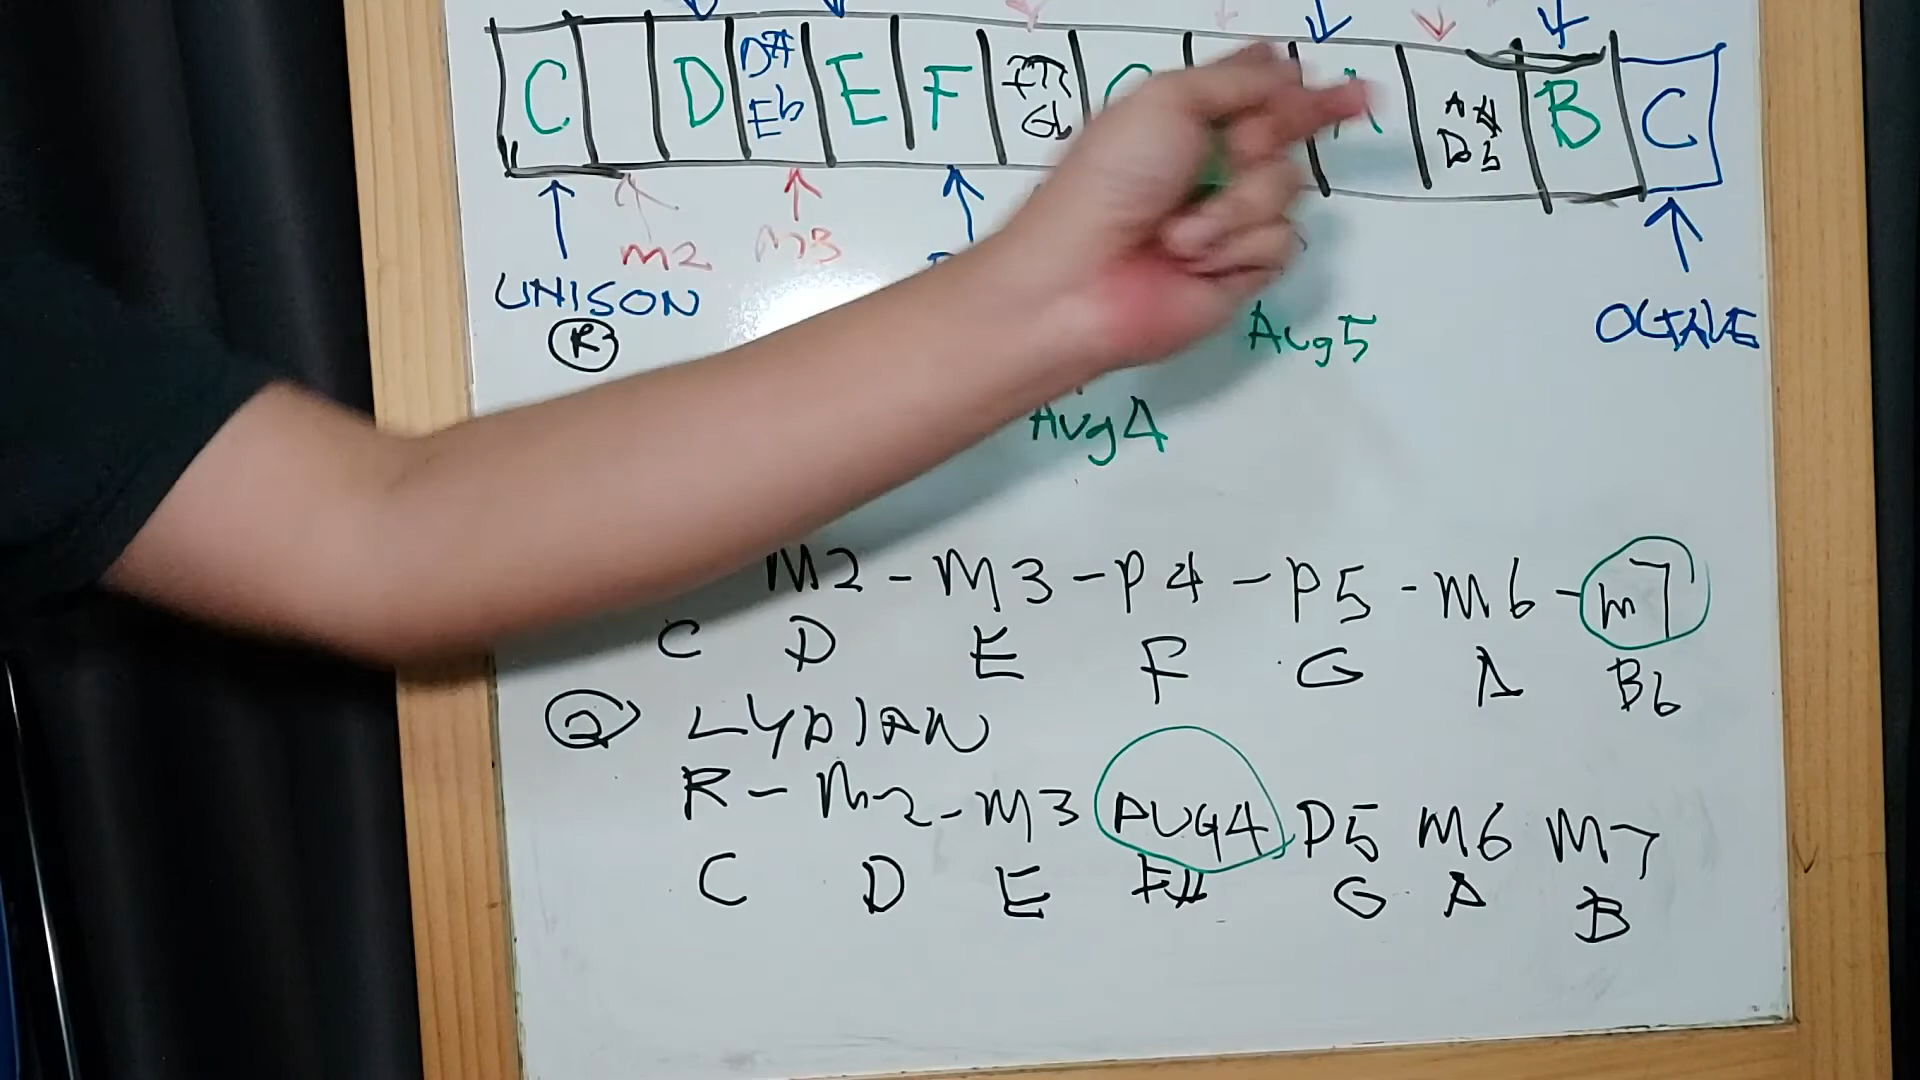 C D D# Eb E F F# Gb A A# B C
m2 m3
UNISON
R
Aug5
OCTAVE
Aug4
M2 - M3 - P4 - P5 - M6 - m7
C D E F G A Bb
2 LYDIAN
R - M2 - M3 AUG4 P5 M6 M7
C D E F# G A B